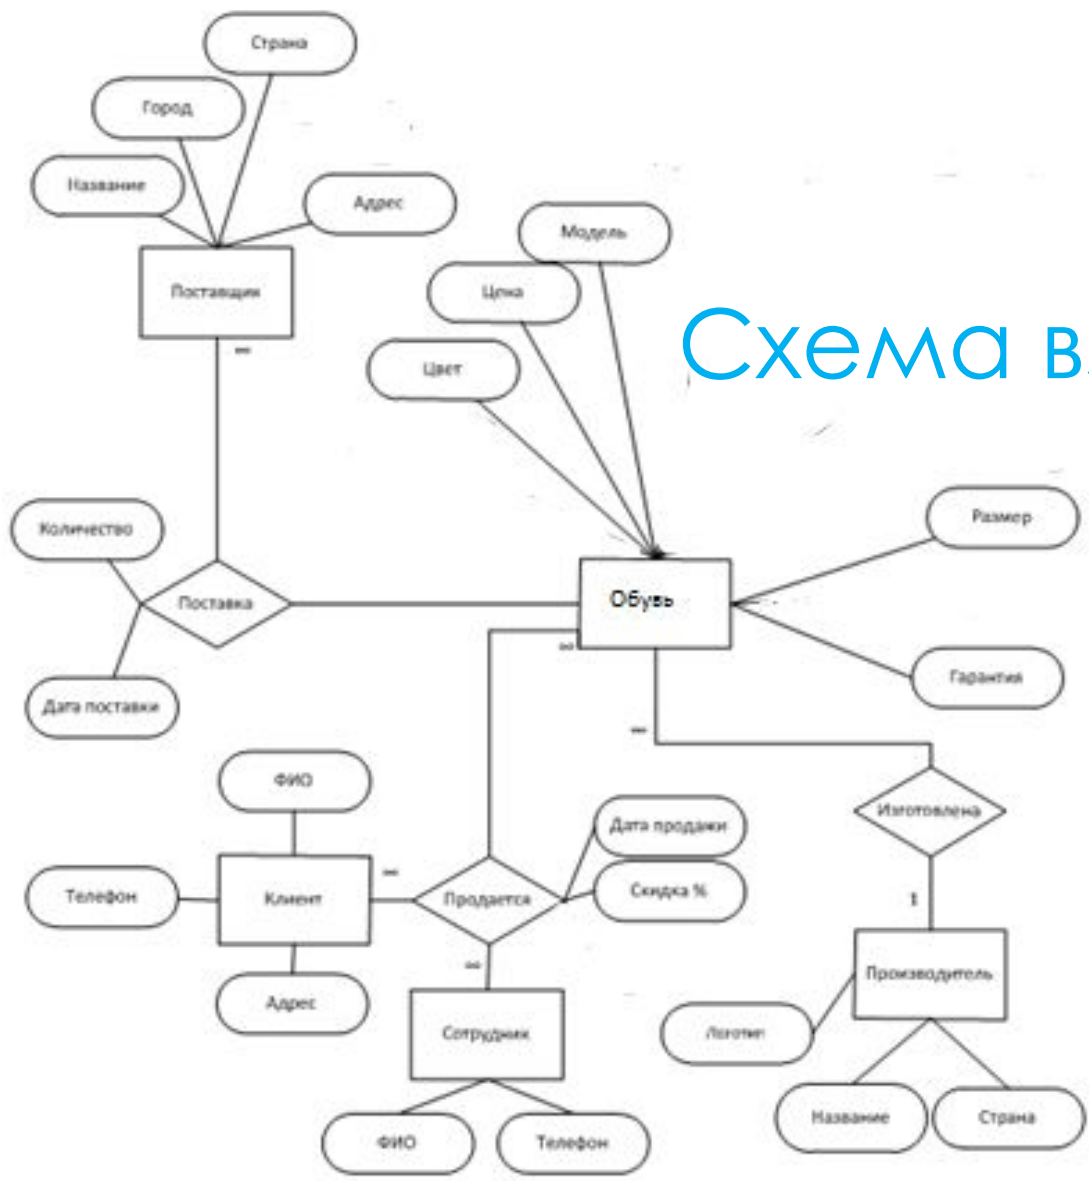 Страна
Город
Название
Адрес
Поставщик
∞
Модель
Цена
Цвет
Схема в
Количество
Поставка
Дата поставки
Обувь
∞
Размер
Гарантия
∞
ФИО
Телефон
Клиент
∞
Адрес
Продается
Дата продажи
Скидка %
∞
Сотрудник
ФИО
Телефон
Изготовлена
1
Производитель
Логотип
Название
Страна